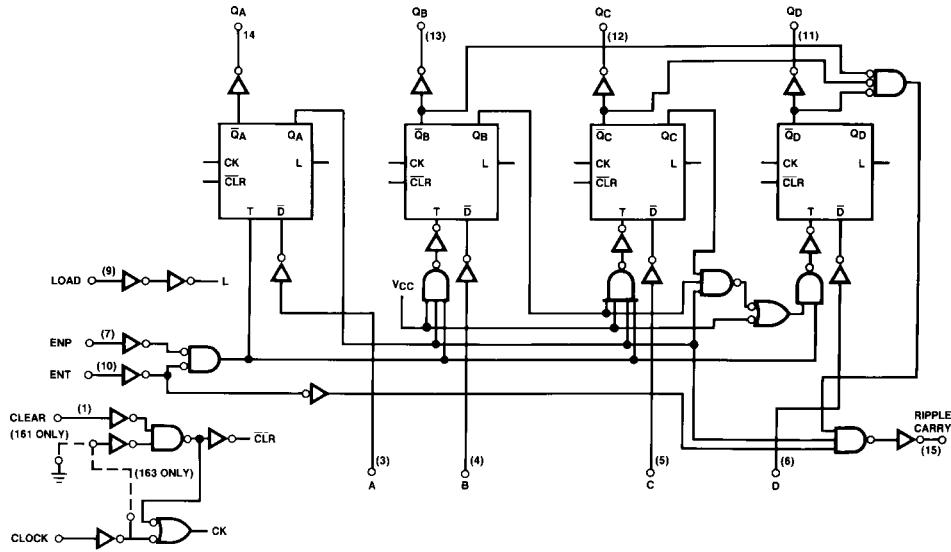 QA QB QC QD
14 (13) (12) (11)
Q̅A QA Q̅B QB Q̅C QC Q̅D QD
CK L CK L CK L CK L
C̅L̅R̅ C̅L̅R̅ C̅L̅R̅ C̅L̅R̅
T D̅ T D̅ T D̅ T D̅
LOAD (9) L
VCC
ENP (7)
ENT (10)
CLEAR (1)
(161 ONLY)
C̅L̅R̅
(163 ONLY)
CLOCK CK
(3) (4) (5) (6)
A B C D
RIPPLE
CARRY
(15)